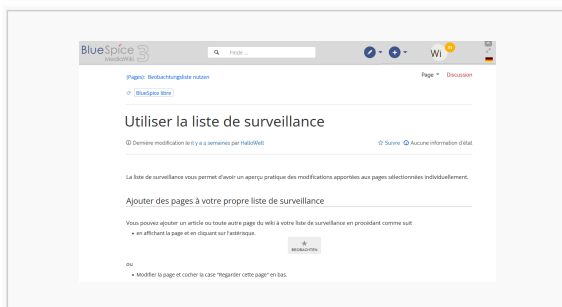 BlueSpice 3
MediaWiki
Finde ...
Wi
(Pages): Beobachtungsliste nutzen
Page
Discussion
BlueSpice libre
Utiliser la liste de surveillance
Dernière modification le il y a 2 semaines par HalloWelt
Suivre
Aucune information d'état
La liste de surveillance vous permet d'avoir un aperçu pratique des modifications apportées aux pages sélectionnées individuellement.
Ajouter des pages à votre propre liste de surveillance
Vous pouvez ajouter un article ou toute autre page du wiki à votre liste de surveillance en procédant comme suit
• en affichant la page et en cliquant sur l'astérisque.
BEOBACHTEN
ou
• Modifier la page et cocher la case "Regarder cette page" en bas.